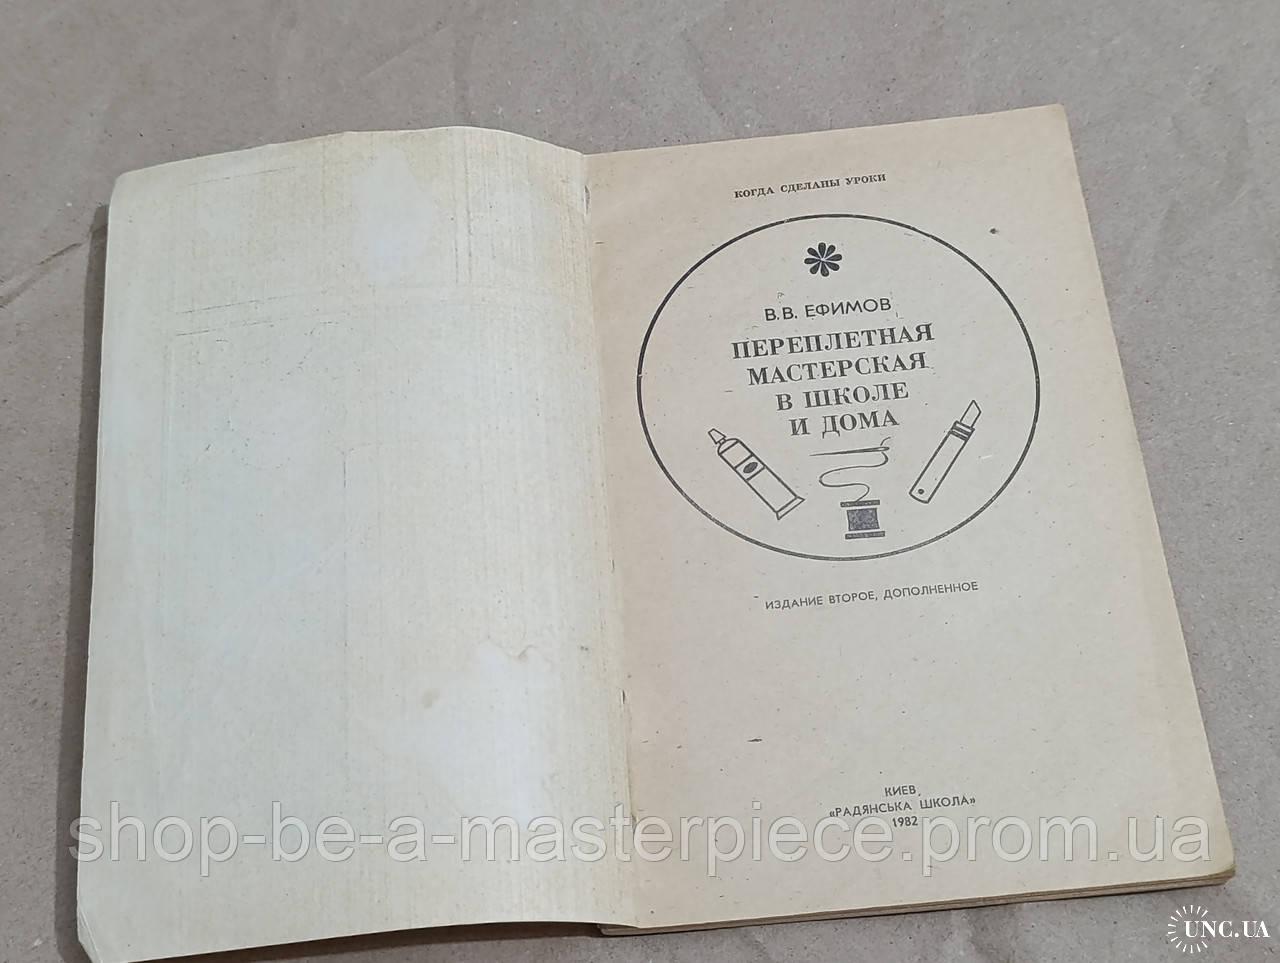 КОГДА СДЕЛАНЫ УРОКИ
В.В. ЕФИМОВ
ПЕРЕПЛЕТНАЯ
МАСТЕРСКАЯ
В ШКОЛЕ
И ДОМА
ИЗДАНИЕ ВТОРОЕ, ДОПОЛНЕННОЕ
КИЕВ
«РАДЯНСЬКА ШКОЛА»
1982
shop-be-a-masterpiece.prom.ua
UNC.UA